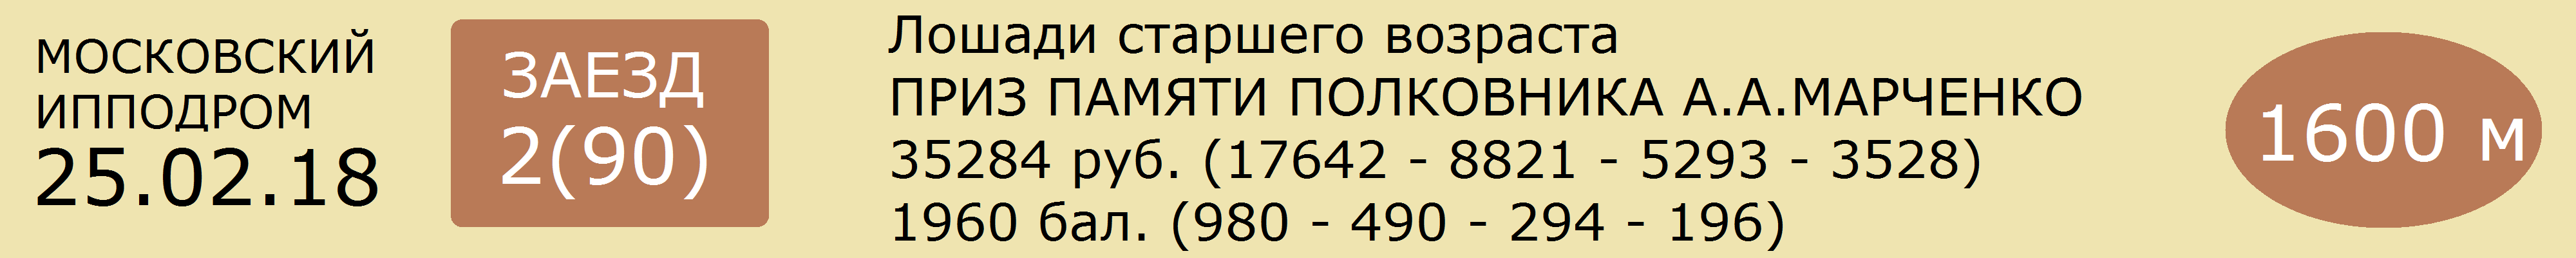 МОСКОВСКИЙ
ИППОДРОМ
25.02.18
ЗАЕЗД
2(90)
Лошади старшего возраста
ПРИЗ ПАМЯТИ ПОЛКОВНИКА А.А.МАРЧЕНКО
35284 руб. (17642 - 8821 - 5293 - 3528)
1960 бал. (980 - 490 - 294 - 196)
1600 м